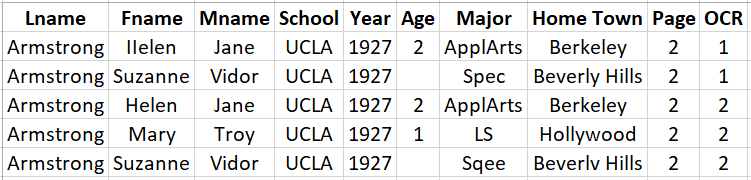 Lname Fname Mname School Year Age Major Home Town Page OCR
Armstrong IIelen Jane UCLA 1927 2 ApplArts Berkeley 2 1
Armstrong Suzanne Vidor UCLA 1927 Spec Beverly Hills 2 1
Armstrong Helen Jane UCLA 1927 2 ApplArts Berkeley 2 2
Armstrong Mary Troy UCLA 1927 1 LS Hollywood 2 2
Armstrong Suzanne Vidor UCLA 1927 Sqee Beverly Hills 2 2